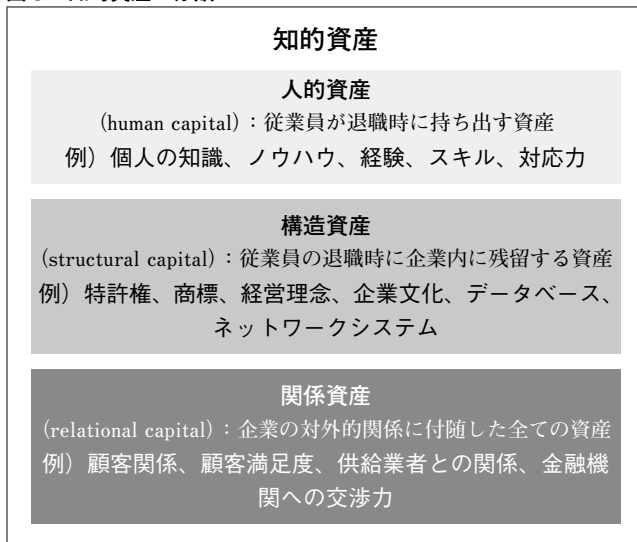 知的資産
人的資産
(human capital)：従業員が退職時に持ち出す資産
例）個人の知識、ノウハウ、経験、スキル、対応力
構造資産
(structural capital)：従業員の退職時に企業内に残留する資産
例）特許権、商標、経営理念、企業文化、データベース、
ネットワークシステム
関係資産
(relational capital)：企業の対外的関係に付随した全ての資産
例）顧客関係、顧客満足度、供給業者との関係、金融機
関への交渉力